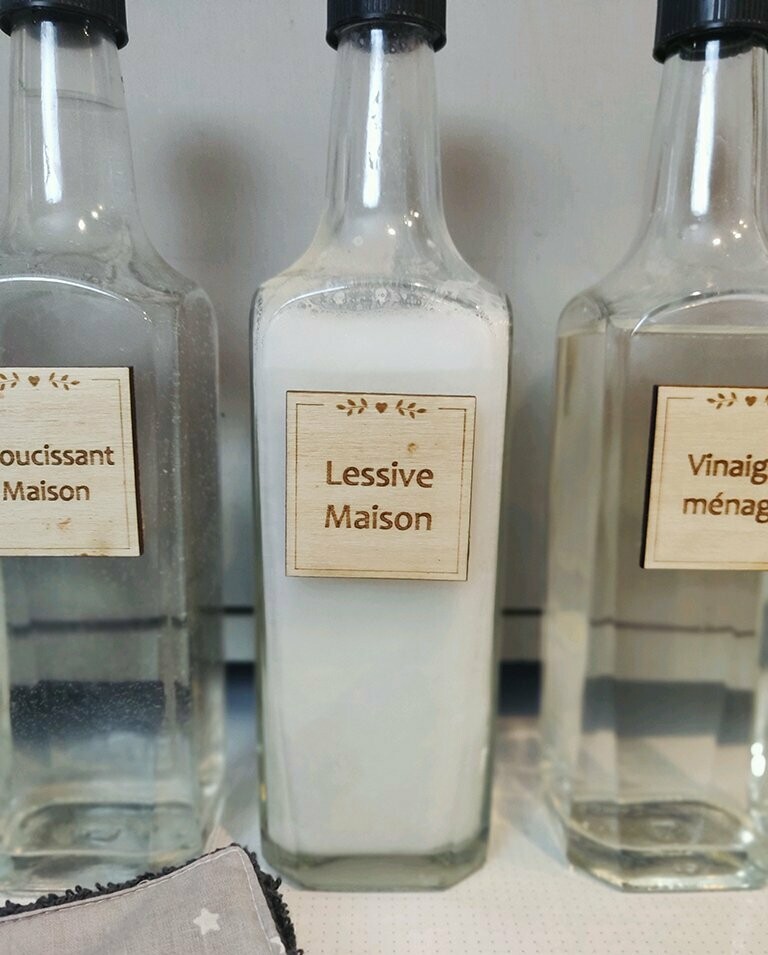 oucissant
Maison
Lessive
Maison
Vinaig
ménag